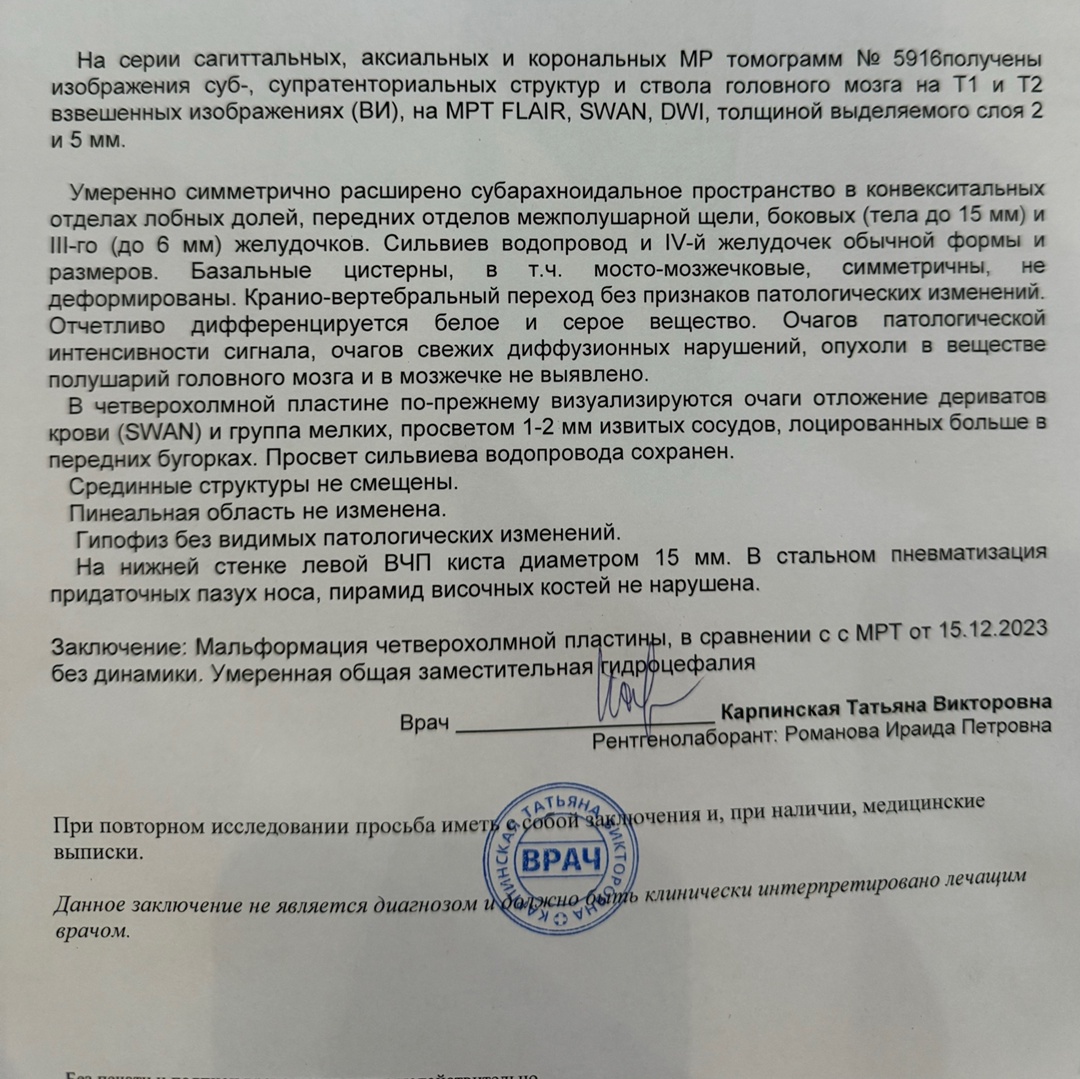 На серии сагиттальных, аксиальных и корональных МР томограмм № 5916получены
изображения суб-, супратенториальных структур и ствола головного мозга на Т1 и Т2
взвешенных изображениях (ВИ), на МРТ FLAIR, SWAN, DWI, толщиной выделяемого слоя 2
и 5 мм.
Умеренно симметрично расширено субарахноидальное пространство в конвекситальных
отделах лобных долей, передних отделов межполушарной щели, боковых (тела до 15 мм) и
III-го (до 6 мм) желудочков. Сильвиев водопровод и IV-й желудочек обычной формы и
размеров. Базальные цистерны, в т.ч. мосто-мозжечковые, симметричны, не
деформированы. Кранио-вертебральный переход без признаков патологических изменений.
Отчетливо дифференцируется белое и серое вещество. Очагов патологической
интенсивности сигнала, очагов свежих диффузионных нарушений, опухоли в веществе
полушарий головного мозга и в мозжечке не выявлено.
В четверохолмной пластине по-прежнему визуализируются очаги отложение дериватов
крови (SWAN) и группа мелких, просветом 1-2 мм извитых сосудов, лоцированных больше в
передних бугорках. Просвет сильвиева водопровода сохранен.
Срединные структуры не смещены.
Пинеальная область не изменена.
Гипофиз без видимых патологических изменений.
На нижней стенке левой ВЧП киста диаметром 15 мм. В стальном пневматизация
придаточных пазух носа, пирамид височных костей не нарушена.
Заключение: Мальформация четверохолмной пластины, в сравнении с с МРТ от 15.12.2023
без динамики. Умеренная общая заместительная гидроцефалия
Врач Карпинская Татьяна Викторовна
Рентгенолаборант: Романова Ираида Петровна
При повторном исследовании просьба иметь с собой заключения и, при наличии, медицинские
выписки.
КАРПИНСКАЯ ТАТЬЯНА ВИКТОРОВНА
ВРАЧ
Данное заключение не является диагнозом и должно быть клинически интерпретировано лечащим
врачом.
Без печати и